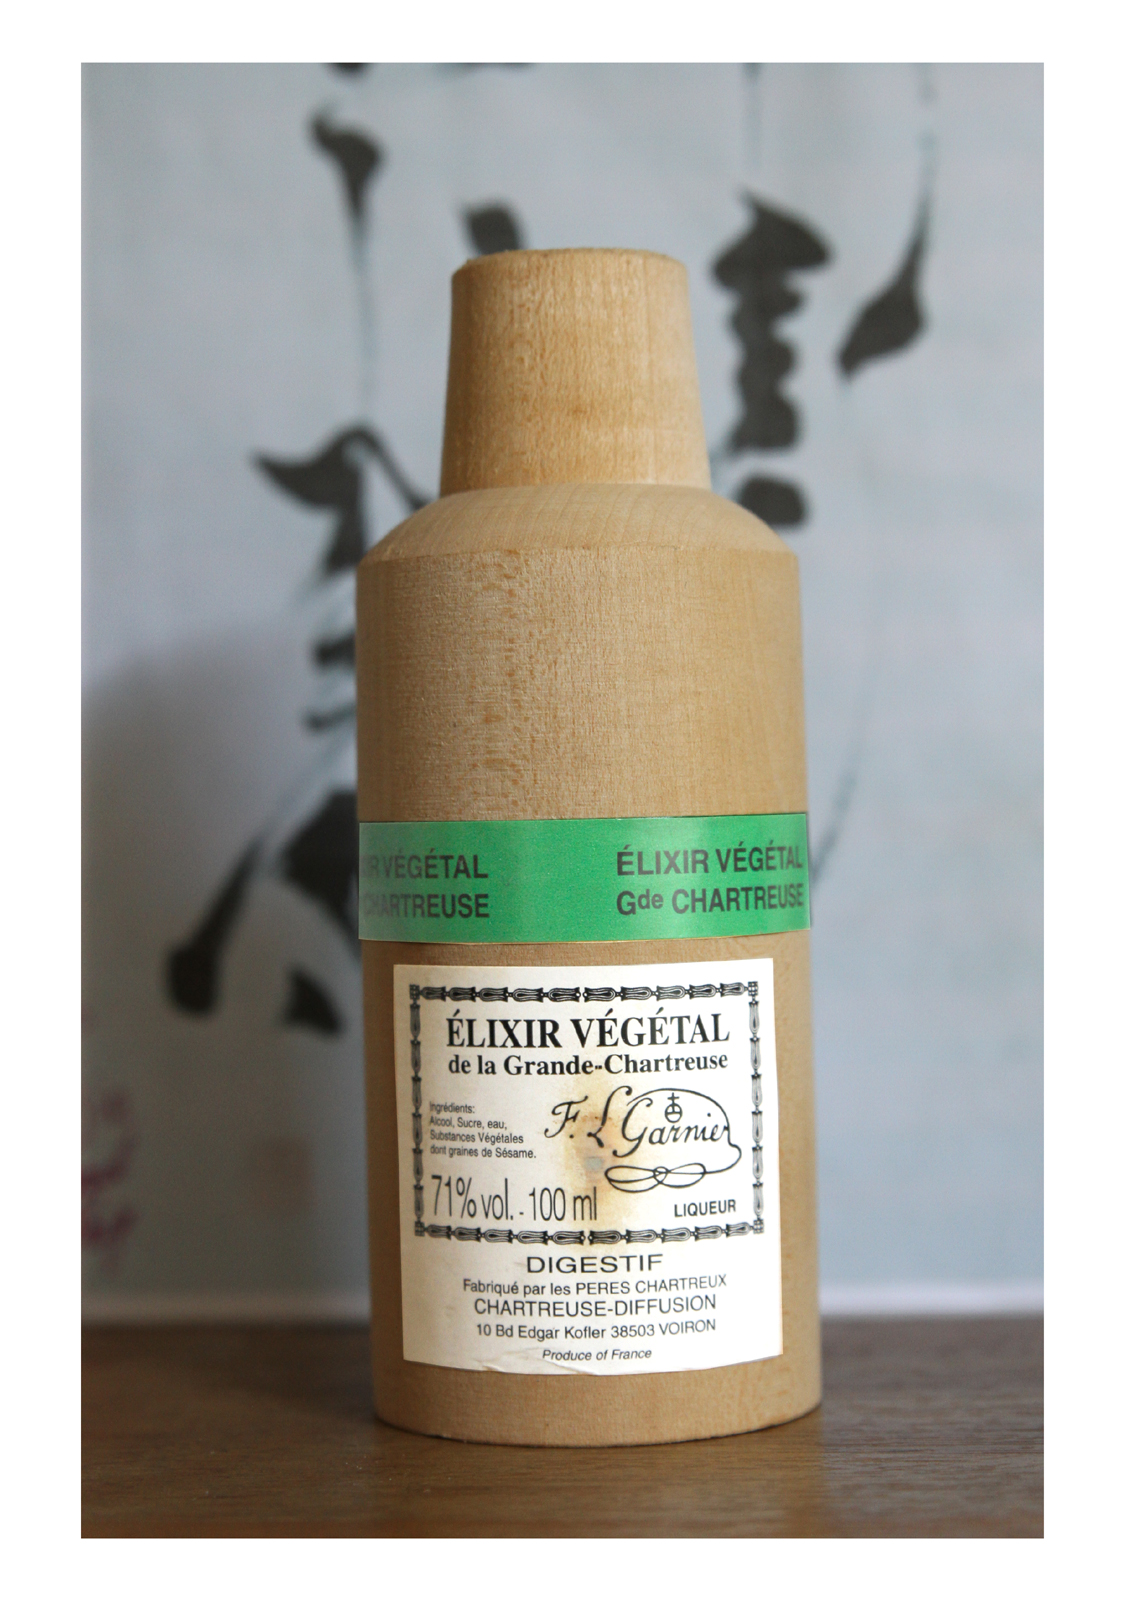 IR VÉGÉTAL
CHARTREUSE
ÉLIXIR VÉGÉTAL
Gde CHARTREUSE
ÉLIXIR VÉGÉTAL
de la Grande-Chartreuse
Ingrédients:
Alcool, Sucre, eau,
Substances Végétales
dont graines de Sésame.
F. L Garnier
71% vol. - 100 ml
LIQUEUR
DIGESTIF
Fabriqué par les PERES CHARTREUX
CHARTREUSE-DIFFUSION
10 Bd Edgar Kofler 38503 VOIRON
Produce of France